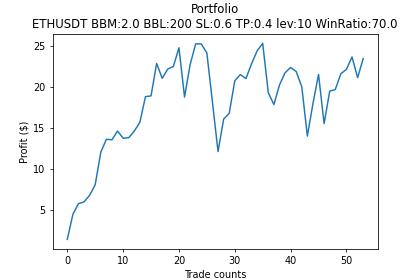 Portfolio
ETHUSDT BBM:2.0 BBL:200 SL:0.6 TP:0.4 lev:10 WinRatio:70.0
25
20
15
10
5
Profit ($)
0
10
20
30
40
50
Trade counts